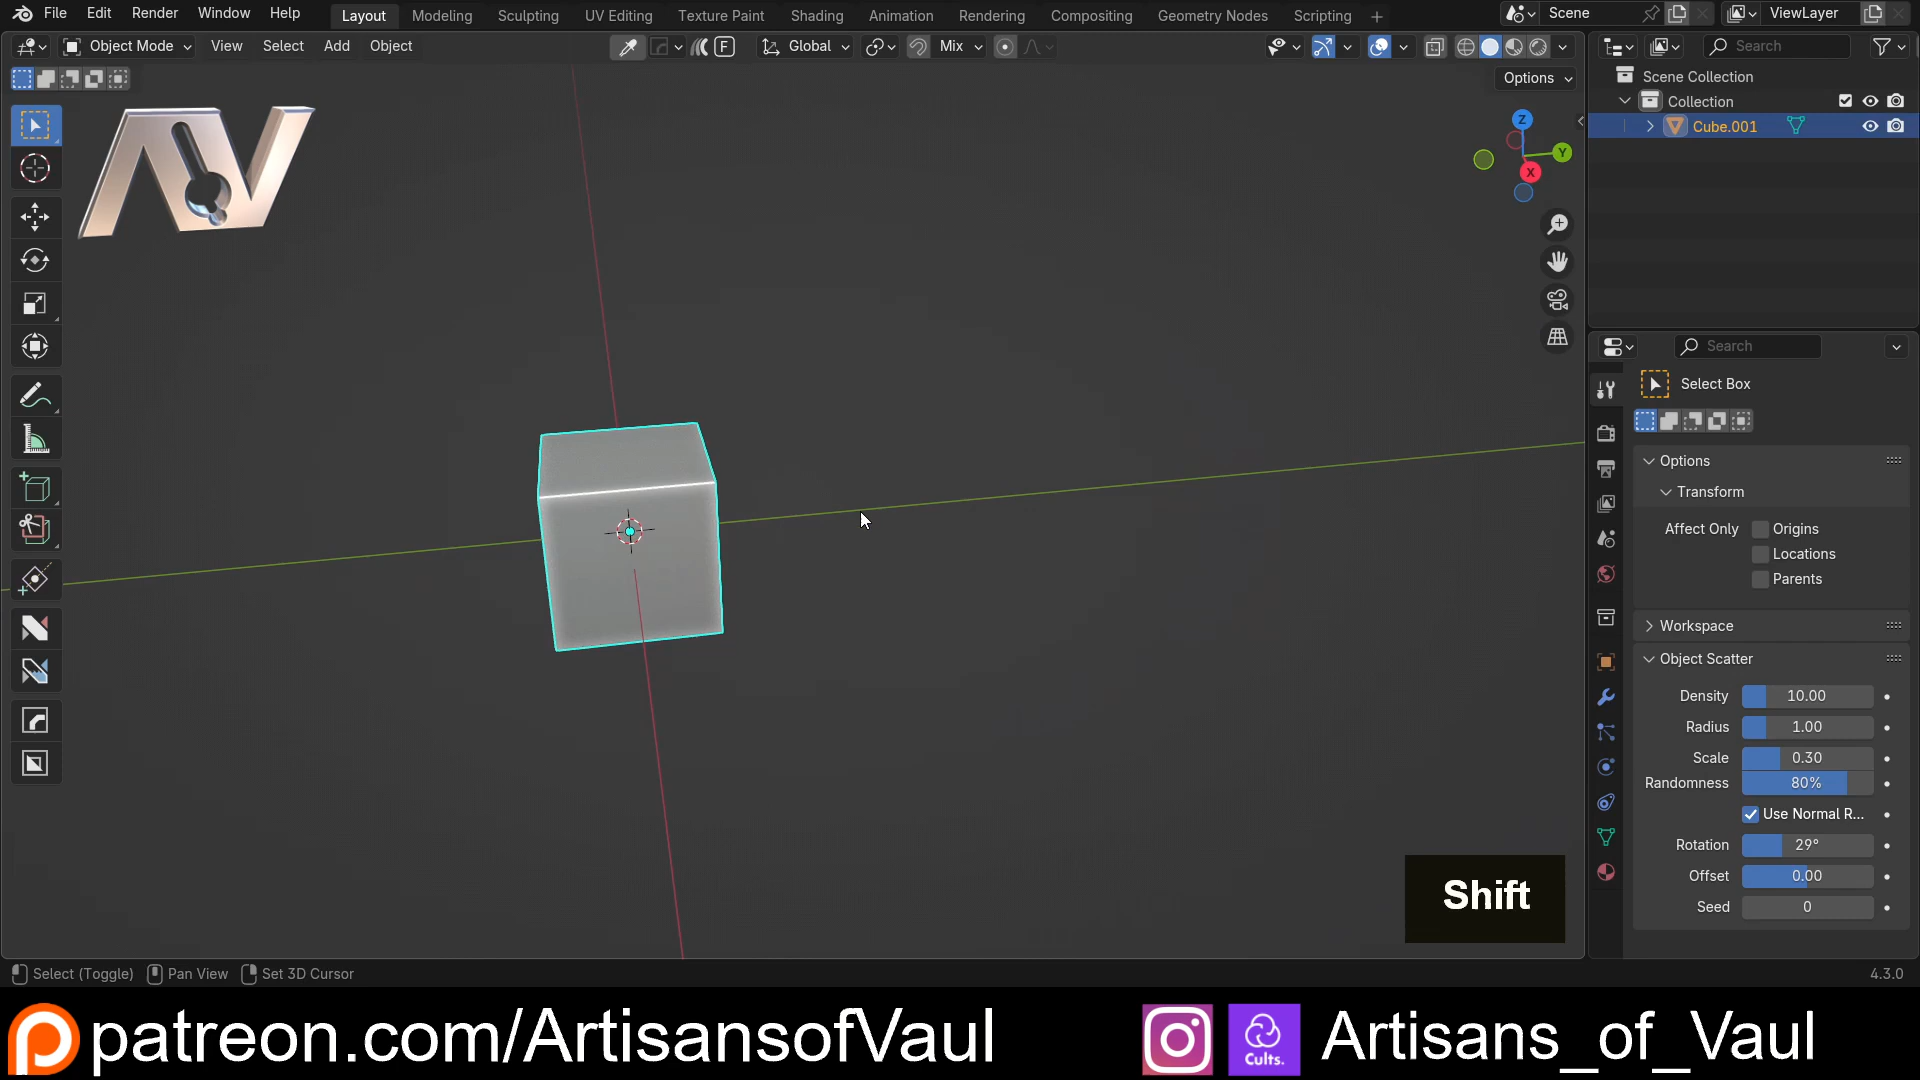 File Edit Render Window Help Layout Modeling Sculpting UV Editing Texture Paint Shading Animation Rendering Compositing Geometry Nodes Scripting + Scene ViewLayer
Object Mode View Select Add Object F Global Mix Search
Options
Scene Collection
Collection
Cube.001
Z
Y
X
AV
Search
Select Box
Options
Transform
Affect Only Origins
Locations
Parents
Workspace
Object Scatter
Density 10.00
Radius 1.00
Scale 0.30
Randomness 80%
Use Normal R...
Rotation 29°
Offset 0.00
Seed 0
Shift
Select (Toggle) Pan View Set 3D Cursor 4.3.0
patreon.com/ArtisansofVaul Cults. Artisans_of_Vaul